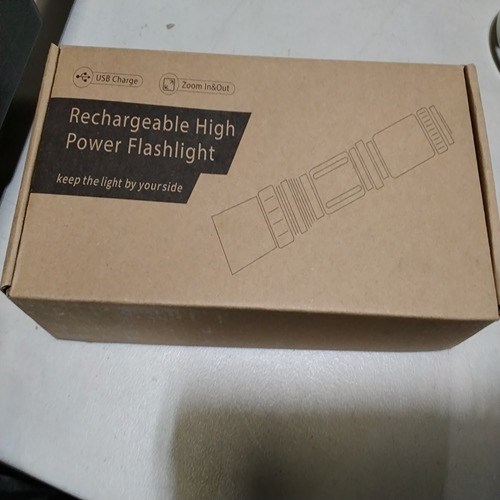 USB Charge
Zoom In&Out
Rechargeable High
Power Flashlight
keep the light by yourside